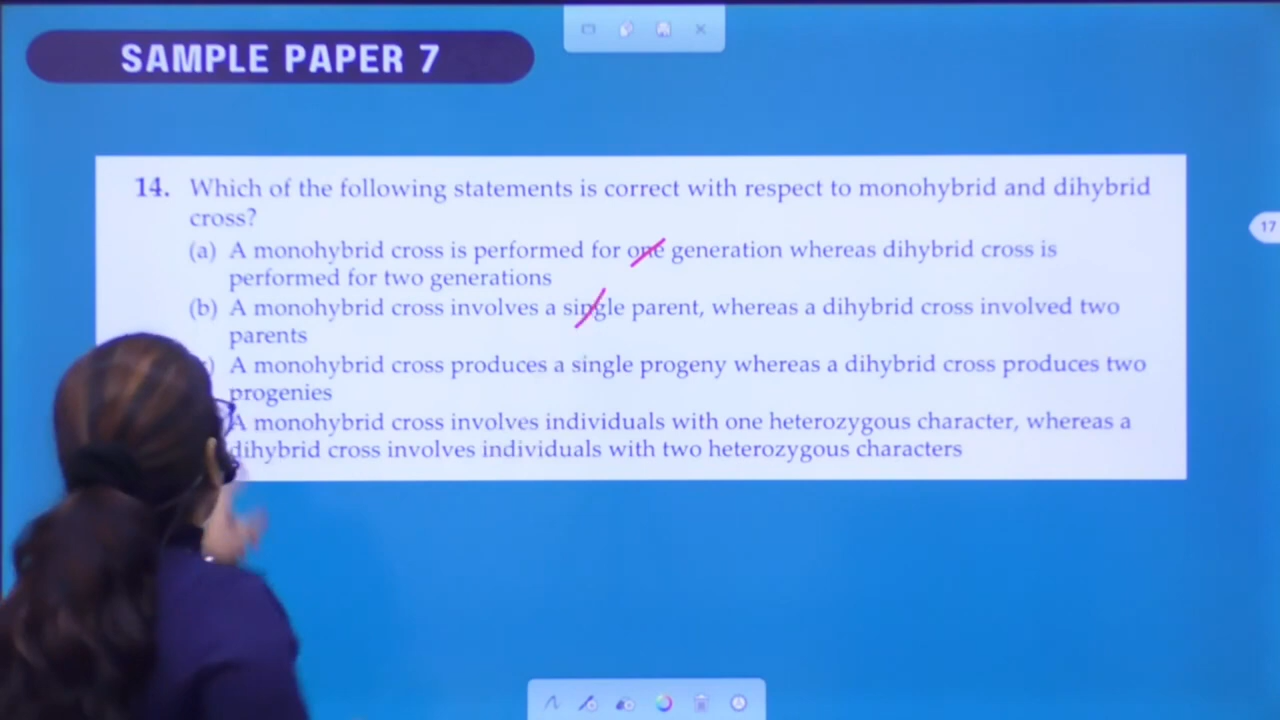 SAMPLE PAPER 7
14. Which of the following statements is correct with respect to monohybrid and dihybrid
cross?
(a) A monohybrid cross is performed for one generation whereas dihybrid cross is
performed for two generations
(b) A monohybrid cross involves a single parent, whereas a dihybrid cross involved two
parents
) A monohybrid cross produces a single progeny whereas a dihybrid cross produces two
progenies
A monohybrid cross involves individuals with one heterozygous character, whereas a
dihybrid cross involves individuals with two heterozygous characters
17